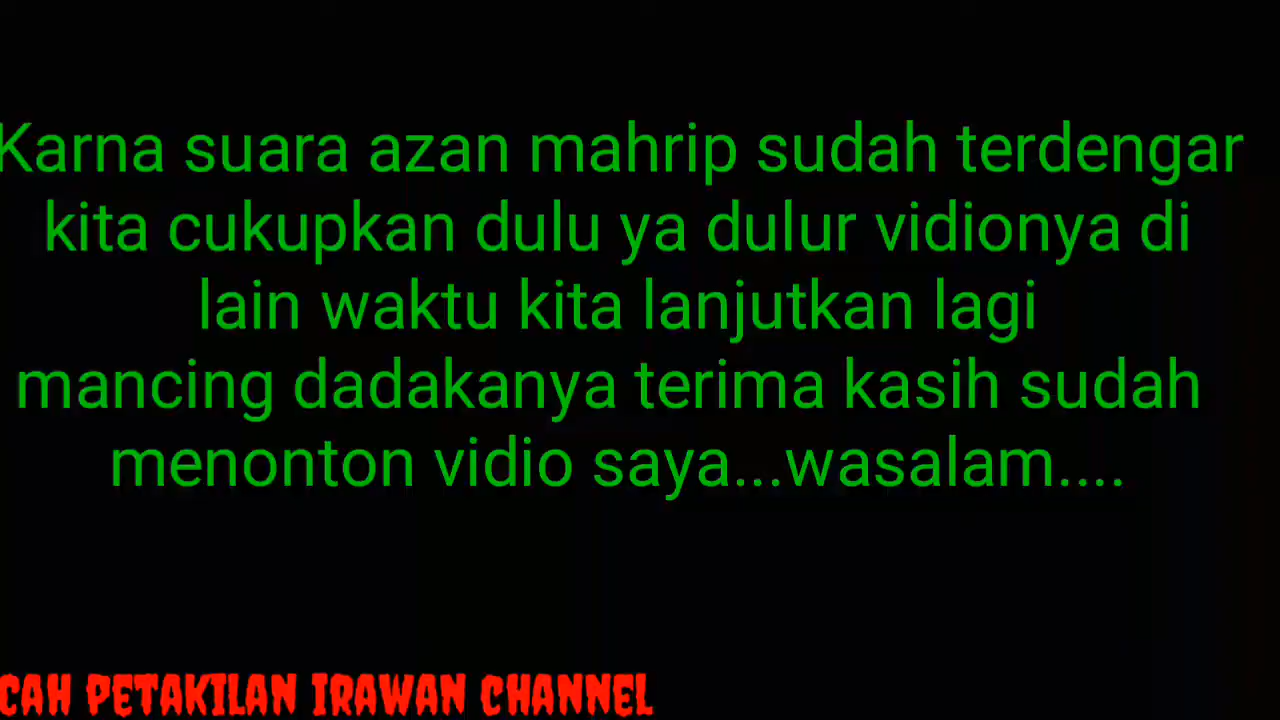 Karna suara azan mahrip sudah terdengar
kita cukupkan dulu ya dulur vidionya di
lain waktu kita lanjutkan lagi
mancing dadakanya terima kasih sudah
menonton vidio saya...wasalam....
CAH PETAKILAN IRAWAN CHANNEL